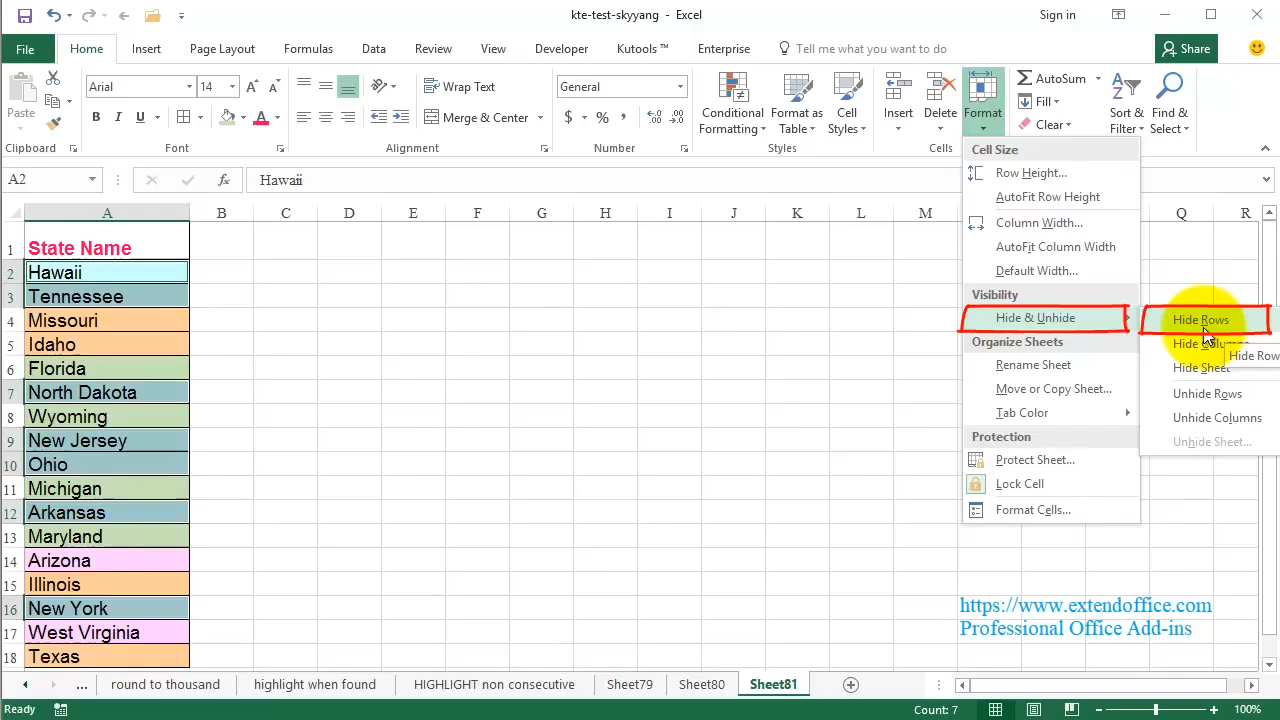 kte-test-skyyang - Excel
Sign in
File Home Insert Page Layout Formulas Data Review View Developer Kutools ™ Enterprise Tell me what you want to do Share
Paste
Clipboard
Arial 14
B I U
Font
Wrap Text
Merge & Center
Alignment
General
$ % ,
Number
Conditional Formatting
Format as Table
Cell Styles
Styles
Insert Delete Format
Cells
AutoSum
Fill
Clear
Sort & Filter
Find & Select
A2 fx Hawaii
A B C D E F G H I J K L M Q R
1 State Name
2 Hawaii
3 Tennessee
4 Missouri
5 Idaho
6 Florida
7 North Dakota
8 Wyoming
9 New Jersey
10 Ohio
11 Michigan
12 Arkansas
13 Maryland
14 Arizona
15 Illinois
16 New York
17 West Virginia
18 Texas
Cell Size
Row Height...
AutoFit Row Height
Column Width...
AutoFit Column Width
Default Width...
Visibility
Hide & Unhide
Organize Sheets
Rename Sheet
Move or Copy Sheet...
Tab Color
Protection
Protect Sheet...
Lock Cell
Format Cells...
Hide Rows
Hide Columns
Hide Row
Hide Sheet
Unhide Rows
Unhide Columns
Unhide Sheet...
https://www.extendoffice.com
Professional Office Add-ins
... round to thousand highlight when found HIGHLIGHT non consecutive Sheet79 Sheet80 Sheet81
Ready
Count: 7
100%